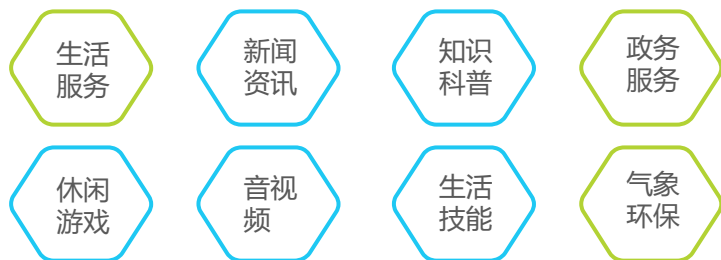 生活
服务
新闻
资讯
知识
科普
政务
服务
休闲
游戏
音视
频
生活
技能
气象
环保